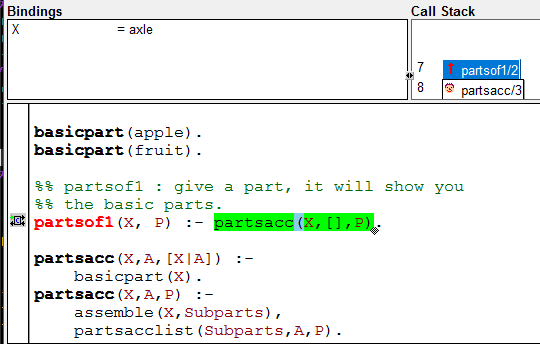 Bindings
Call Stack
X = axle
7 partsof1/2
8 partsacc/3
basicpart(apple).
basicpart(fruit).
%% partsof1 : give a part, it will show you
%% the basic parts.
partsof1(X, P) :- partsacc(X,[],P).
partsacc(X,A,[X|A]) :-
basicpart(X).
partsacc(X,A,P) :-
assemble(X,Subparts),
partsacclist(Subparts,A,P).